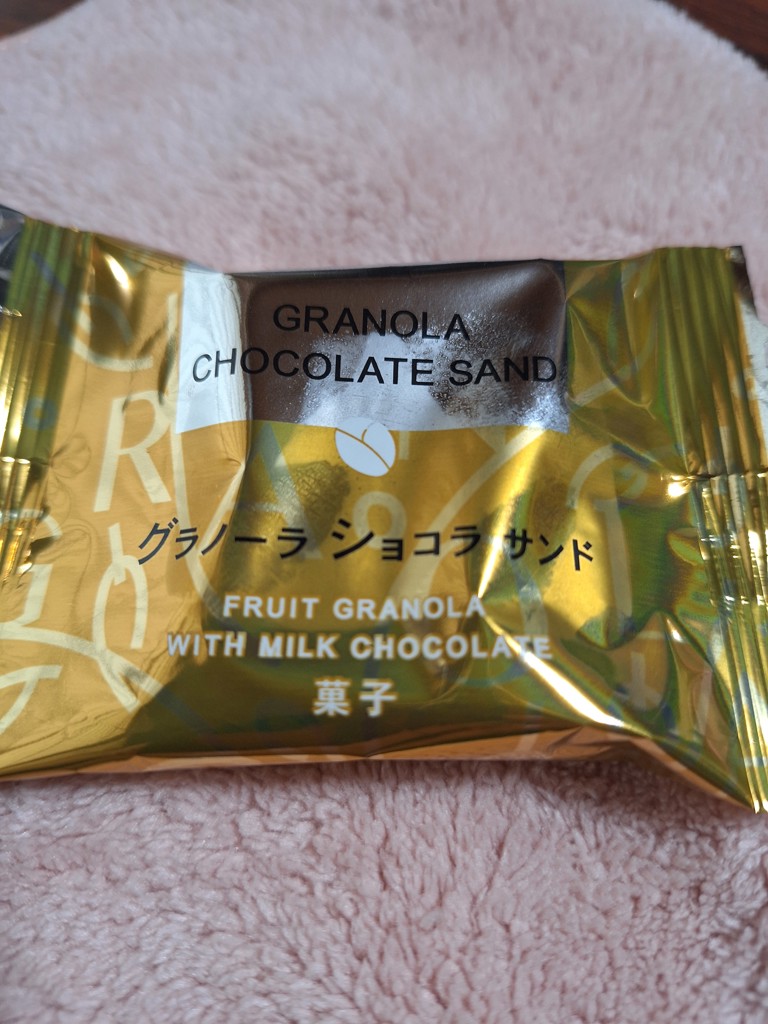 GRANOLA
CHOCOLATE SAND
グラノーラ ショコラ サンド
FRUIT GRANOLA
WITH MILK CHOCOLATE
菓子